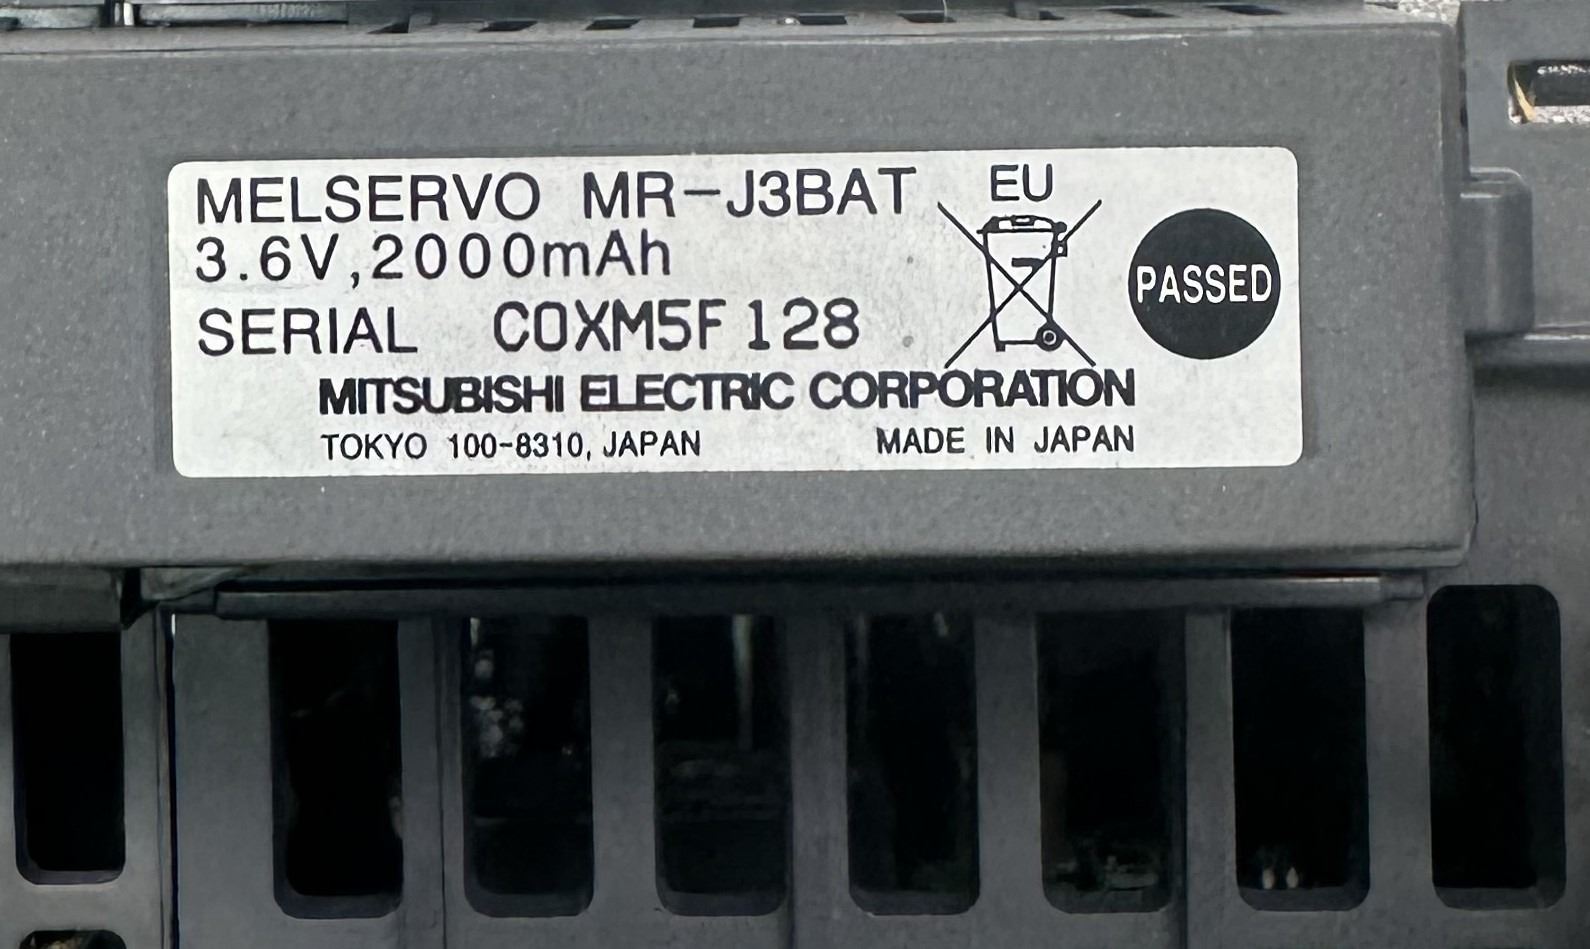 MELSERVO MR-J3BAT EU
3.6V,2000mAh
PASSED
SERIAL C0XM5F128
MITSUBISHI ELECTRIC CORPORATION
TOKYO 100-8310, JAPAN MADE IN JAPAN